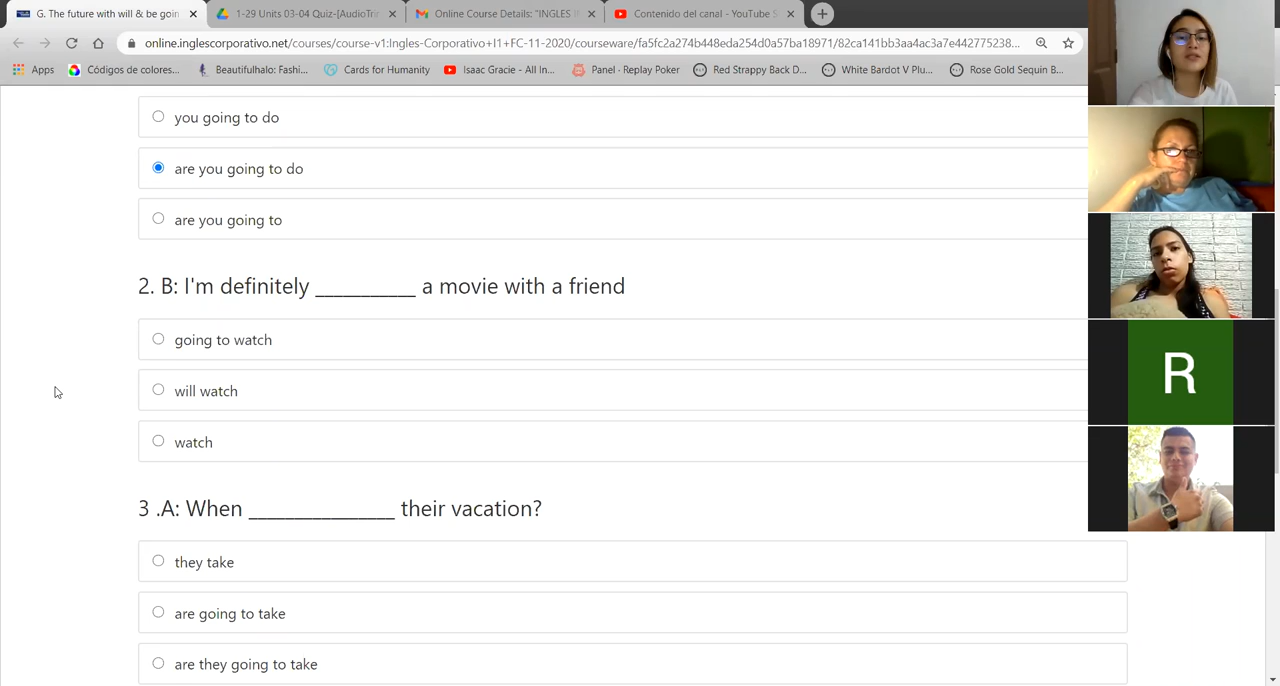 G. The future with will & be goin
1-29 Units 03-04 Quiz-[AudioTri
Online Course Details: "INGLES I
Contenido del canal - YouTube S
online.inglescorporativo.net/courses/course-v1:Ingles-Corporativo+I1+FC-11-2020/courseware/fa5fc2a274b448eda254d0a57ba18971/82ca141bb3aa4ac3a7e442775238...
Apps
Códigos de colores...
Beautifulhalo: Fashi...
Cards for Humanity
Isaac Gracie - All In...
Panel · Replay Poker
Red Strappy Back D...
White Bardot V Plu...
Rose Gold Sequin B...
you going to do
are you going to do
are you going to
2. B: I'm definitely ___________ a movie with a friend
going to watch
will watch
watch
3 .A: When ________________ their vacation?
they take
are going to take
are they going to take
R